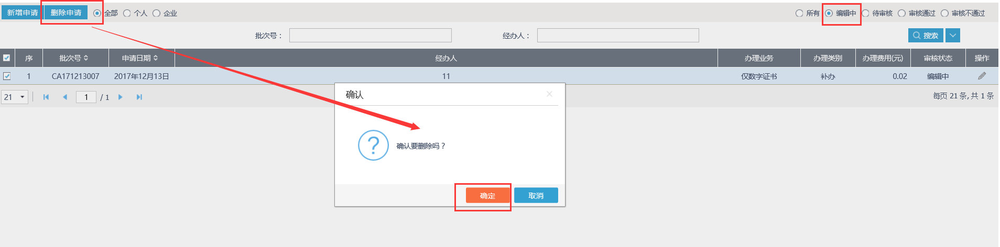 新增申请 删除申请 全部 个人 企业 所有 编辑中 待审核 审核通过 审核不通过
批次号： 经办人： 搜索
序 批次号 申请日期 经办人 办理业务 办理类别 办理费用(元) 审核状态 操作
1 CA171213007 2017年12月13日 11 仅数字证书 补办 0.02 编辑中
21 1 / 1 每页 21 条, 共 1 条
确认
确认要删除吗？
确定 取消